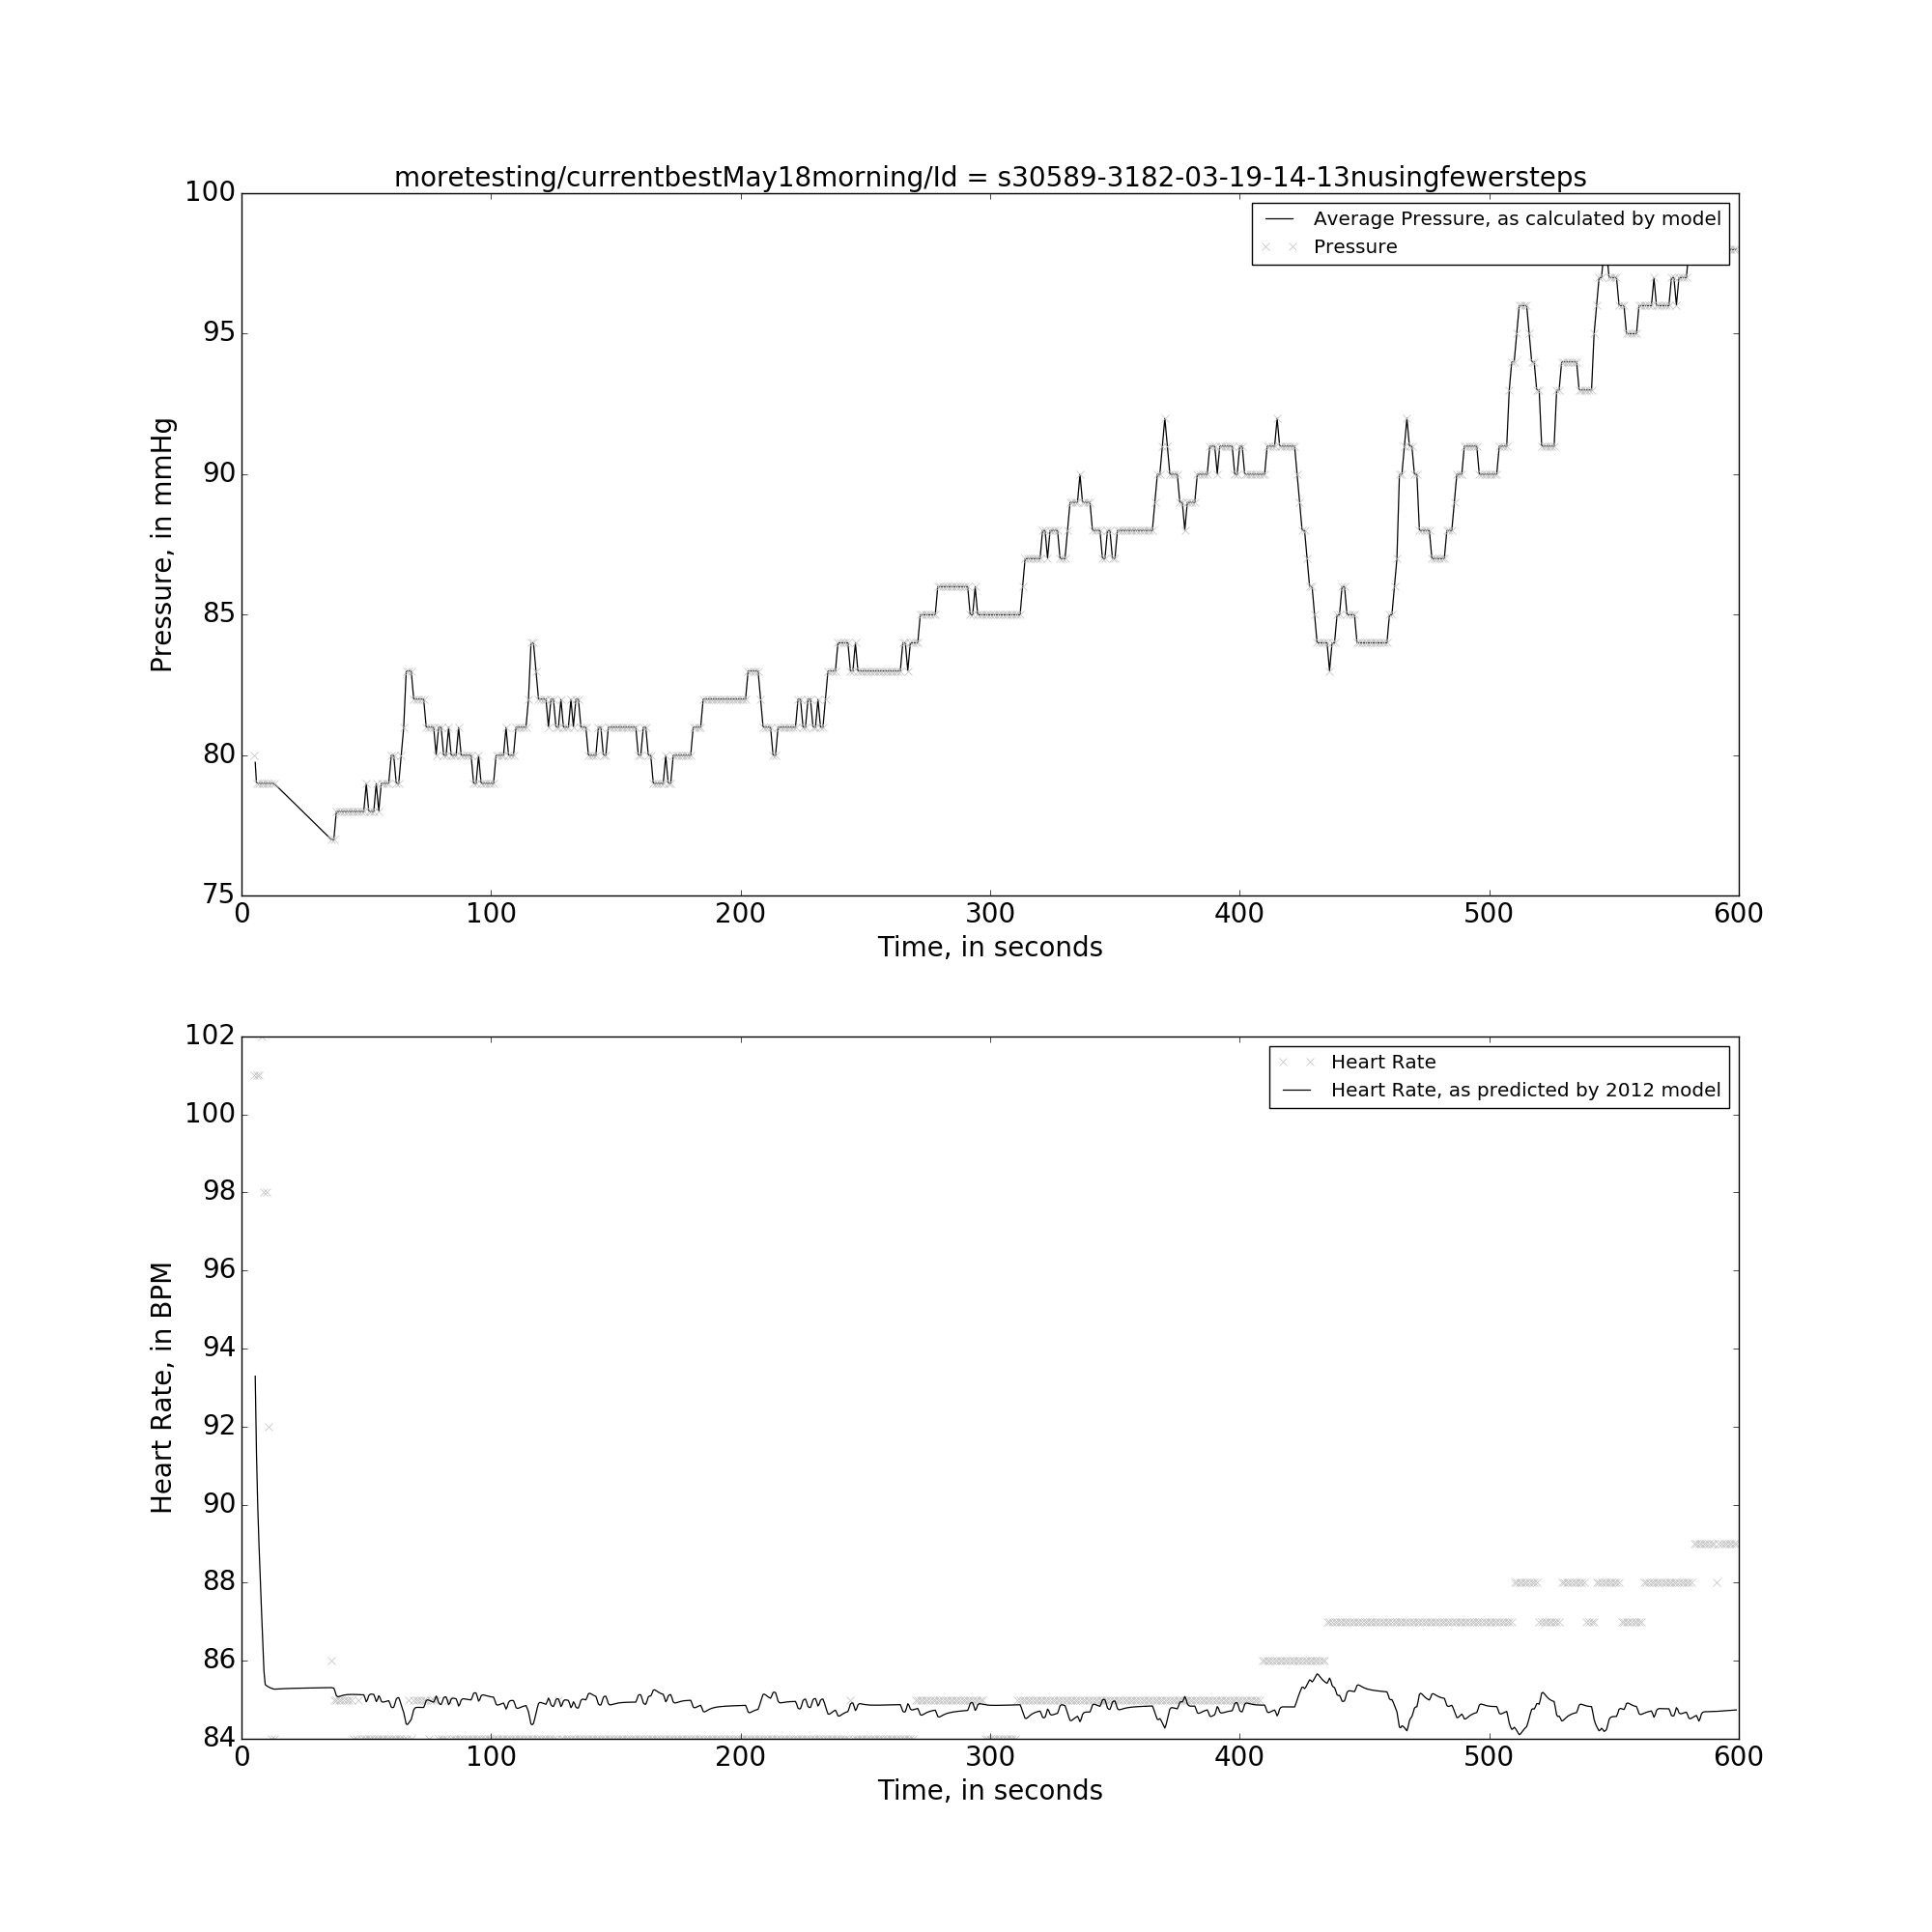 moretesting/currentbestMay18morning/Id = s30589-3182-03-19-14-13nusingfewersteps
100
95
90
85
80
75
Pressure, in mmHg
Average Pressure, as calculated by model
Pressure
0 100 200 300 400 500 600
Time, in seconds
102
100
98
96
94
92
90
88
86
84
Heart Rate, in BPM
Heart Rate
Heart Rate, as predicted by 2012 model
0 100 200 300 400 500 600
Time, in seconds